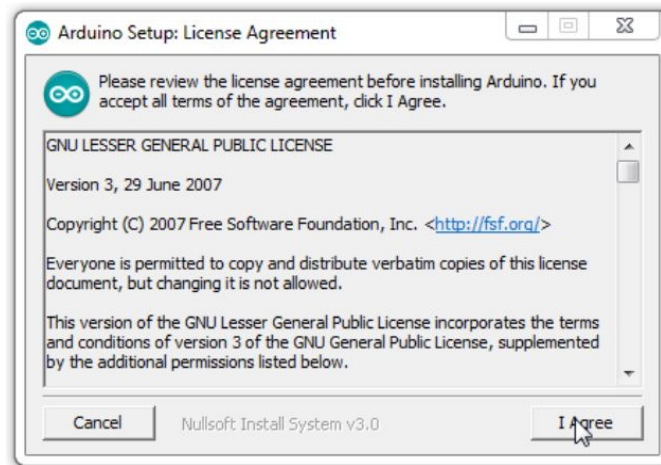 Arduino Setup: License Agreement
Please review the license agreement before installing Arduino. If you
accept all terms of the agreement, click I Agree.
GNU LESSER GENERAL PUBLIC LICENSE
Version 3, 29 June 2007
Copyright (C) 2007 Free Software Foundation, Inc. <http://fsf.org/>
Everyone is permitted to copy and distribute verbatim copies of this license
document, but changing it is not allowed.
This version of the GNU Lesser General Public License incorporates the terms
and conditions of version 3 of the GNU General Public License, supplemented
by the additional permissions listed below.
Cancel
Nullsoft Install System v3.0
I Agree